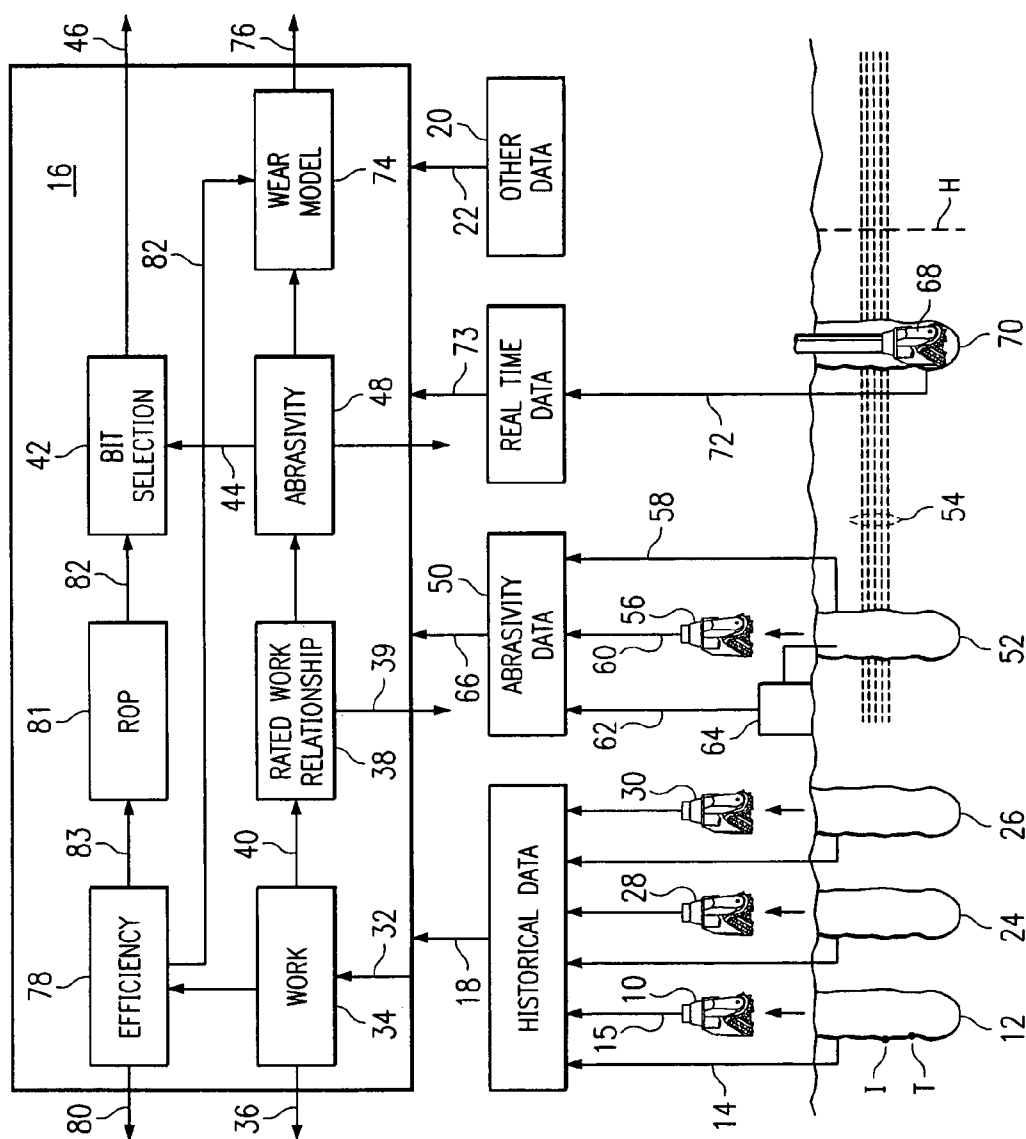 80
78
EFFICIENCY
83
81
ROP
82
42
BIT
SELECTION
46
16
82
36
34
WORK
32
40
38
RATED WORK
RELATIONSHIP
39
44
48
ABRASIVITY
74
WEAR
MODEL
76
18
HISTORICAL DATA
66
50
ABRASIVITY
DATA
73
REAL TIME
DATA
22
20
OTHER
DATA
14
15
10
28
30
62
64
60
56
58
72
54
68
H
I
T
12
24
26
52
70